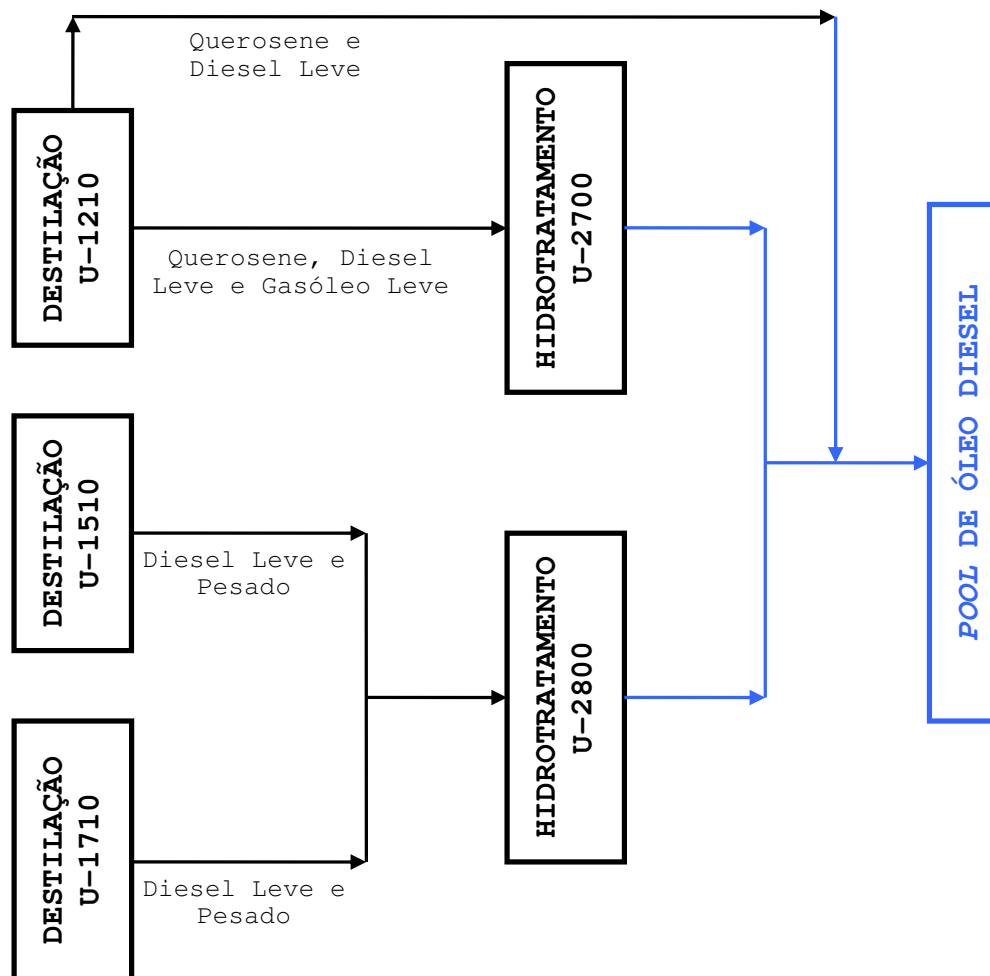 Querosene e
Diesel Leve
DESTILAÇÃO
U-1210
Querosene, Diesel
Leve e Gasóleo Leve
HIDROTRATAMENTO
U-2700
DESTILAÇÃO
U-1510
Diesel Leve e
Pesado
HIDROTRATAMENTO
U-2800
DESTILAÇÃO
U-1710
Diesel Leve e
Pesado
POOL DE ÓLEO DIESEL